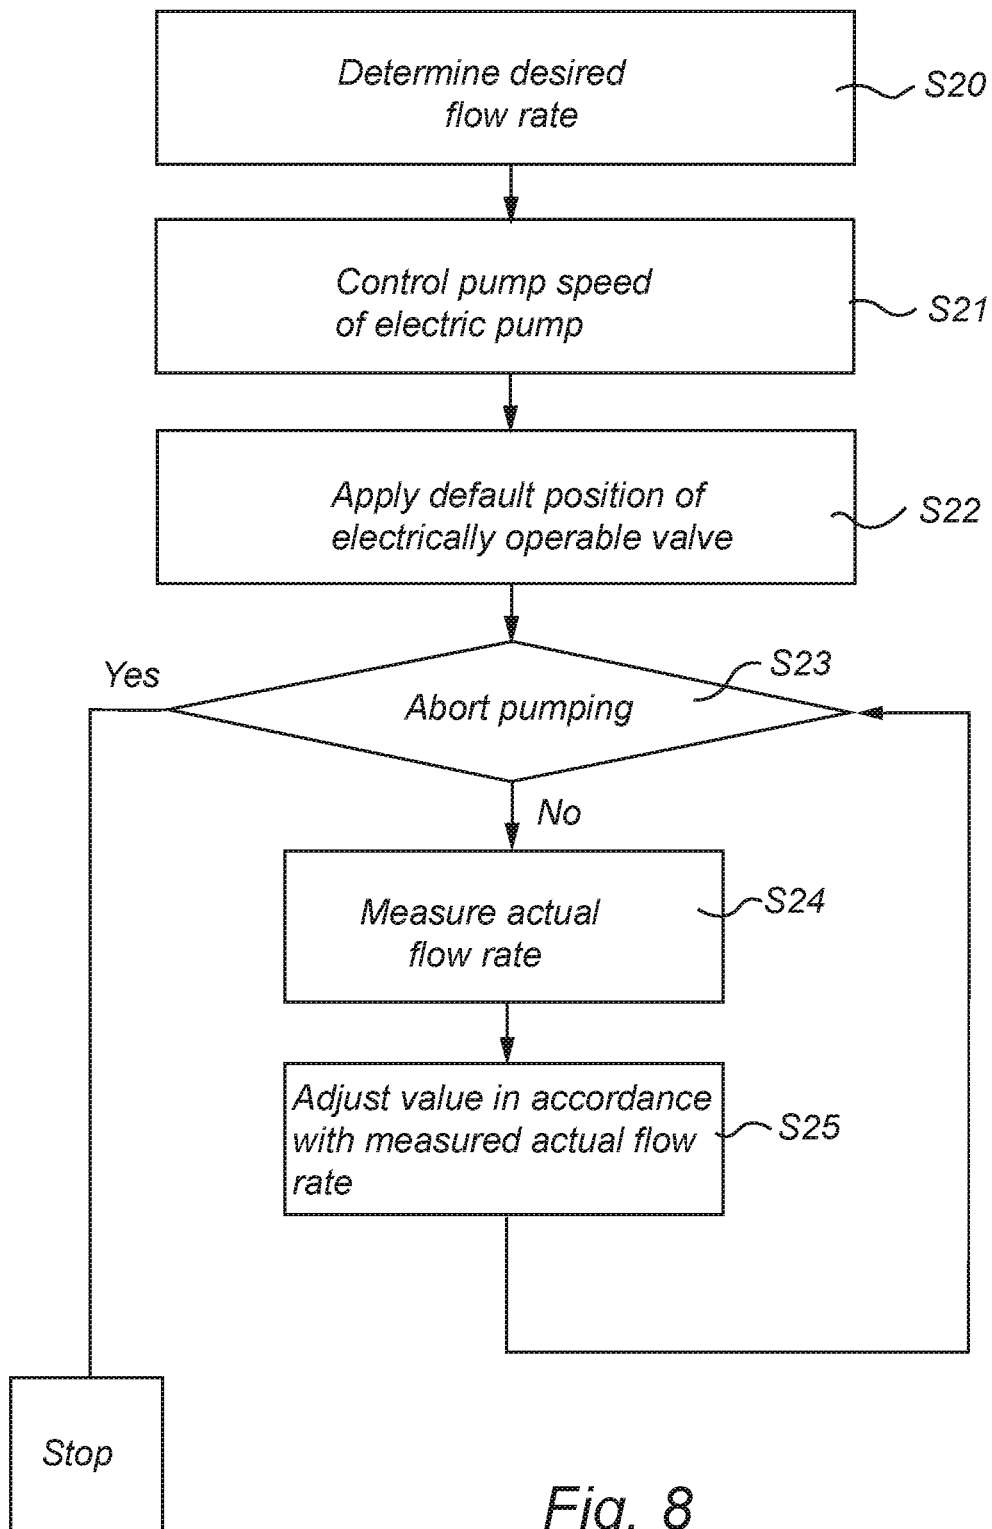 Determine desired
flow rate
S20
Control pump speed
of electric pump
S21
Apply default position of
electrically operable valve
S22
Yes
Abort pumping
S23
No
Measure actual
flow rate
S24
Adjust value in accordance
with measured actual flow
rate
S25
Stop
Fig. 8